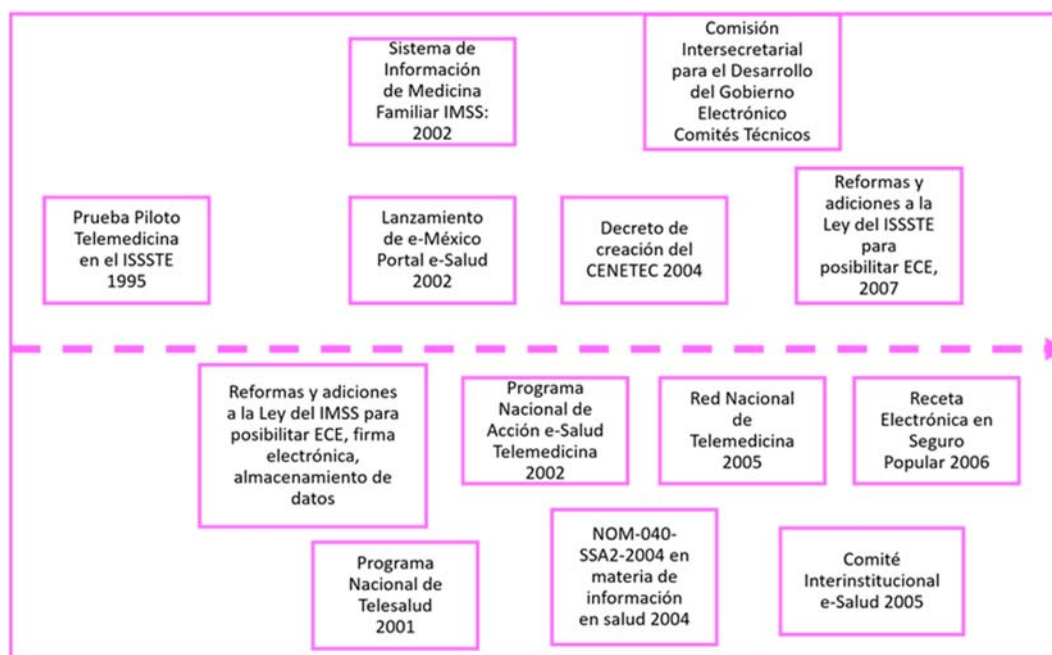 Sistema de
Información
de Medicina
Familiar IMSS:
2002
Comisión
Intersecretarial
para el Desarrollo
del Gobierno
Electrónico
Comités Técnicos
Prueba Piloto
Telemedicina
en el ISSSTE
1995
Lanzamiento
de e-México
Portal e-Salud
2002
Decreto de
creación del
CENETEC 2004
Reformas y
adiciones a la
Ley del ISSSTE
para
posibilitar ECE,
2007
Reformas y adiciones
a la Ley del IMSS para
posibilitar ECE, firma
electrónica,
almacenamiento de
datos
Programa
Nacional de
Acción e-Salud
Telemedicina
2002
Red Nacional
de
Telemedicina
2005
Receta
Electrónica en
Seguro
Popular 2006
Programa
Nacional de
Telesalud
2001
NOM-040-
SSA2-2004 en
materia de
información
en salud 2004
Comité
Interinstitucional
e-Salud 2005